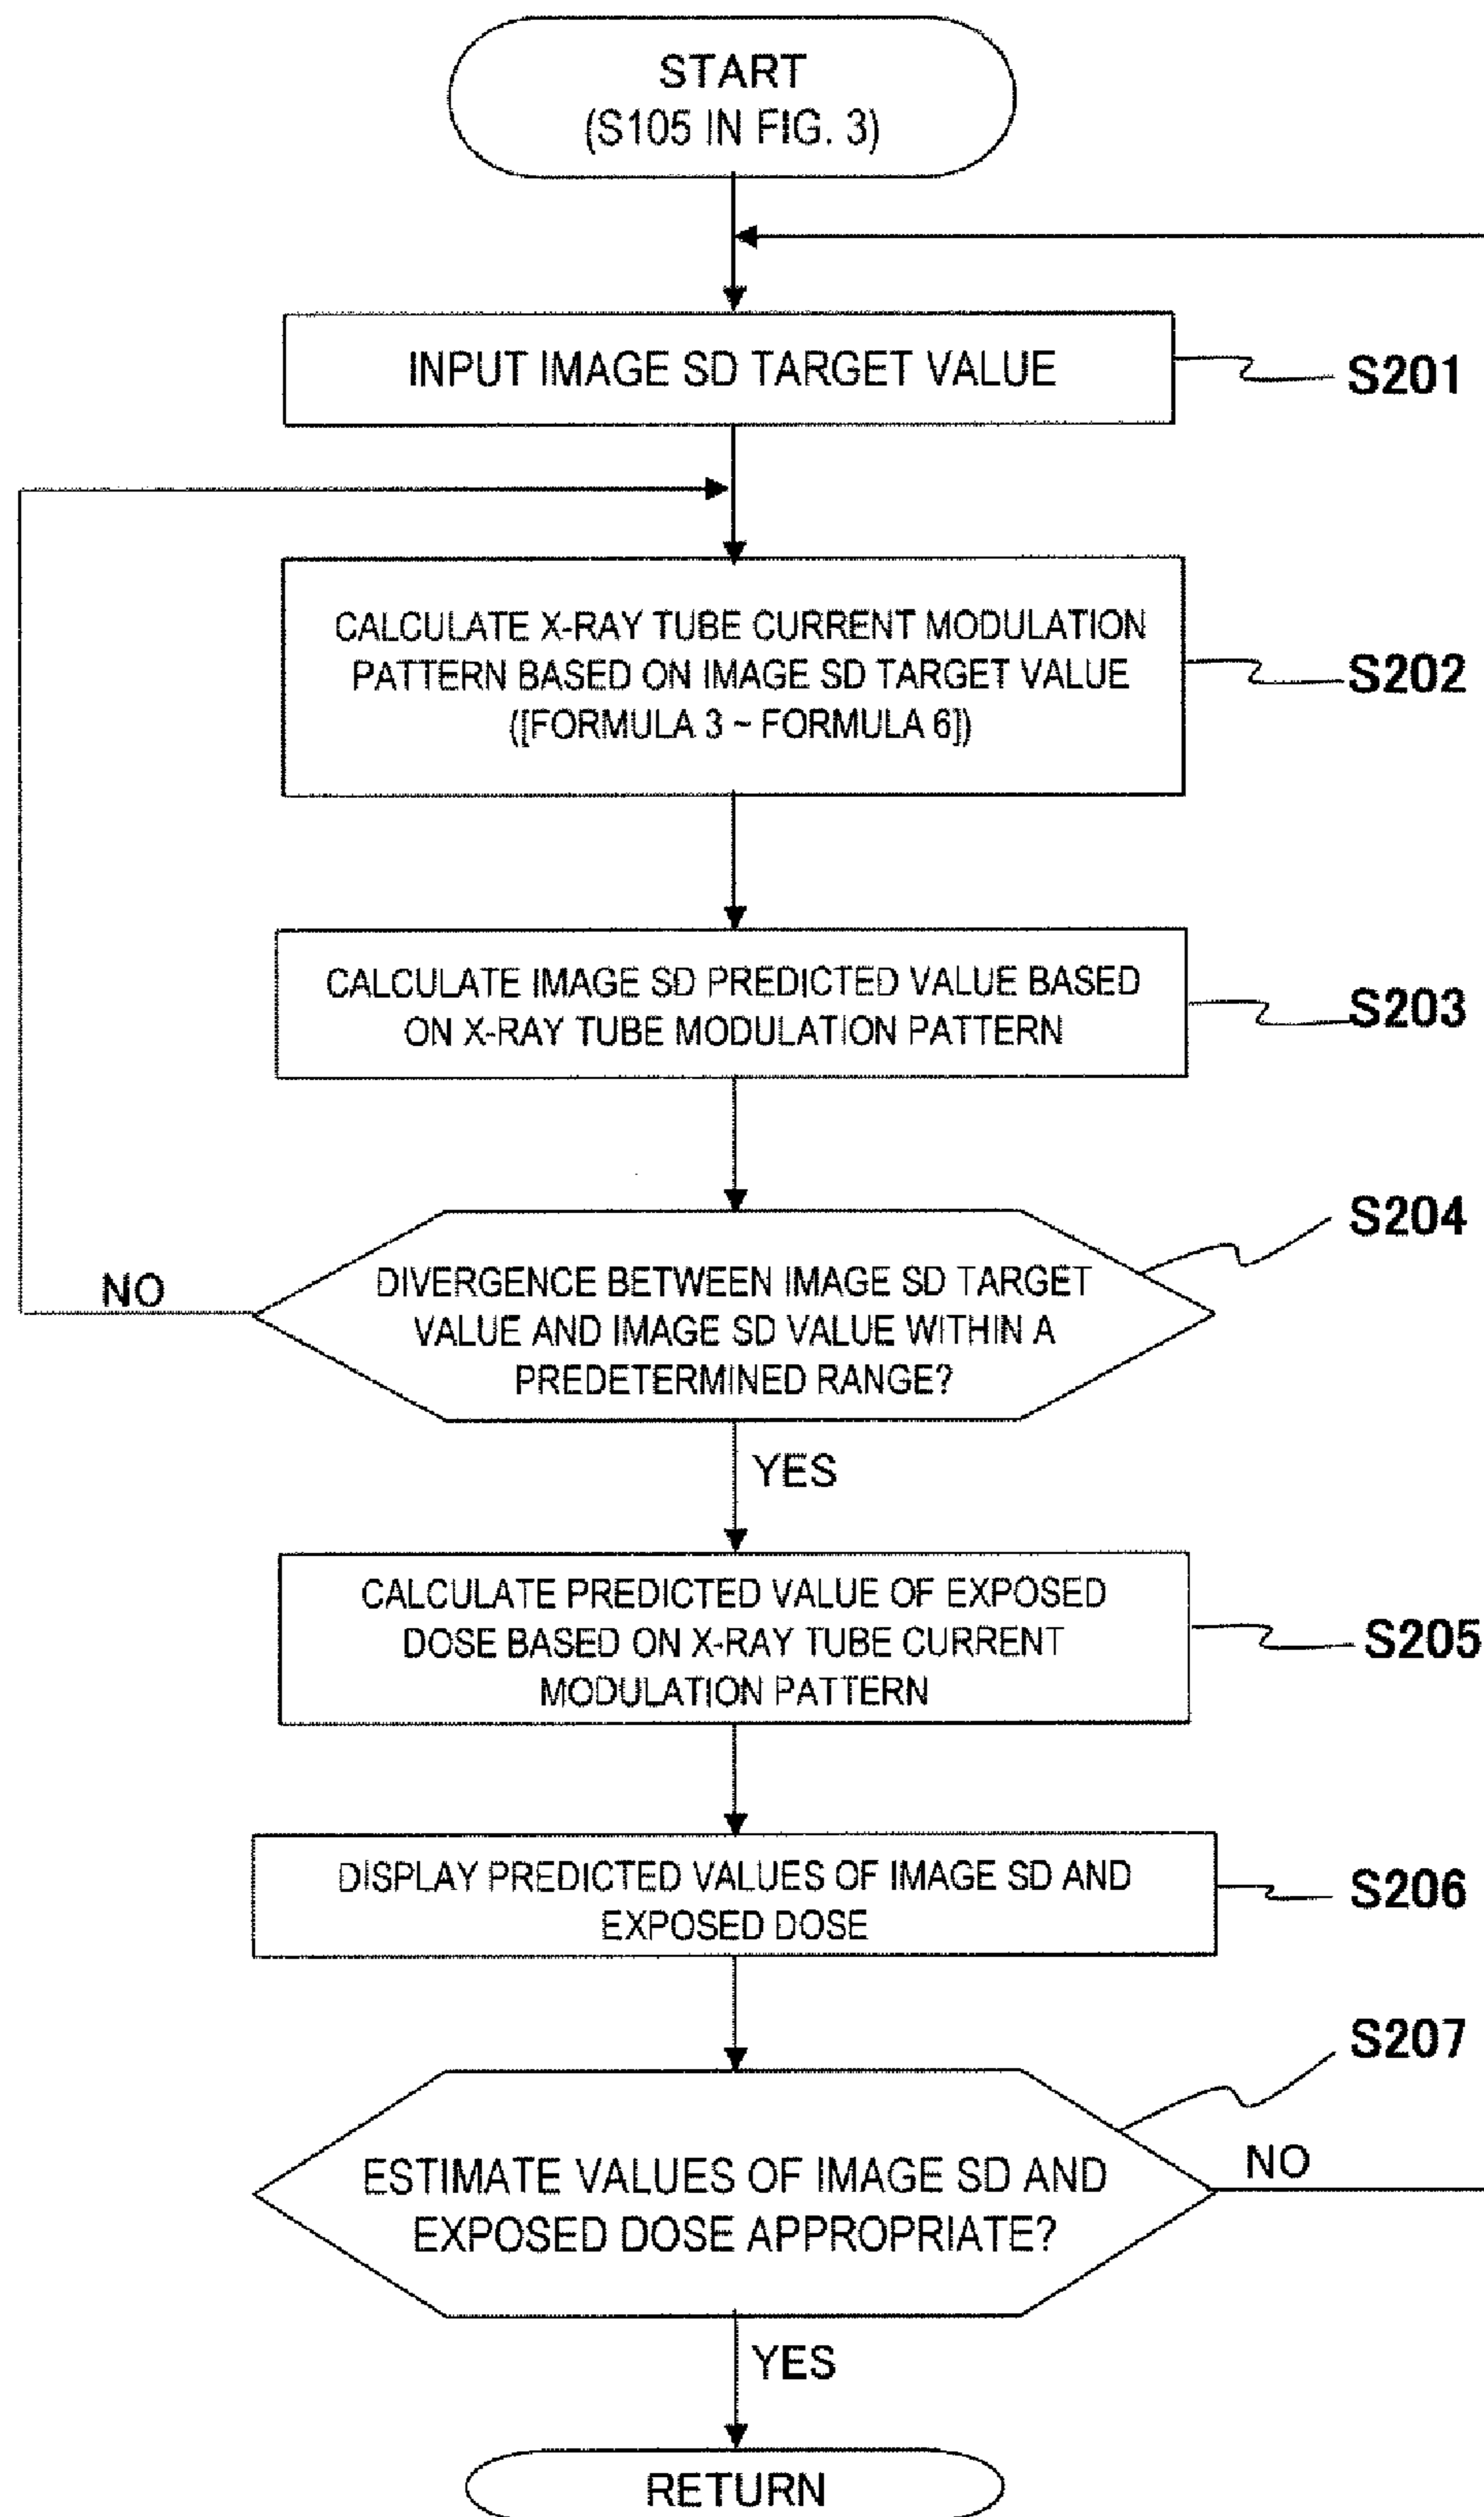 START
(S105 IN FIG. 3)
INPUT IMAGE SD TARGET VALUE
S201
CALCULATE X-RAY TUBE CURRENT MODULATION
PATTERN BASED ON IMAGE SD TARGET VALUE
([FORMULA 3 ~ FORMULA 6])
S202
CALCULATE IMAGE SD PREDICTED VALUE BASED
ON X-RAY TUBE MODULATION PATTERN
S203
S204
DIVERGENCE BETWEEN IMAGE SD TARGET
VALUE AND IMAGE SD VALUE WITHIN A
PREDETERMINED RANGE?
NO
YES
CALCULATE PREDICTED VALUE OF EXPOSED
DOSE BASED ON X-RAY TUBE CURRENT
MODULATION PATTERN
S205
DISPLAY PREDICTED VALUES OF IMAGE SD AND
EXPOSED DOSE
S206
S207
ESTIMATE VALUES OF IMAGE SD AND
EXPOSED DOSE APPROPRIATE?
NO
YES
RETURN